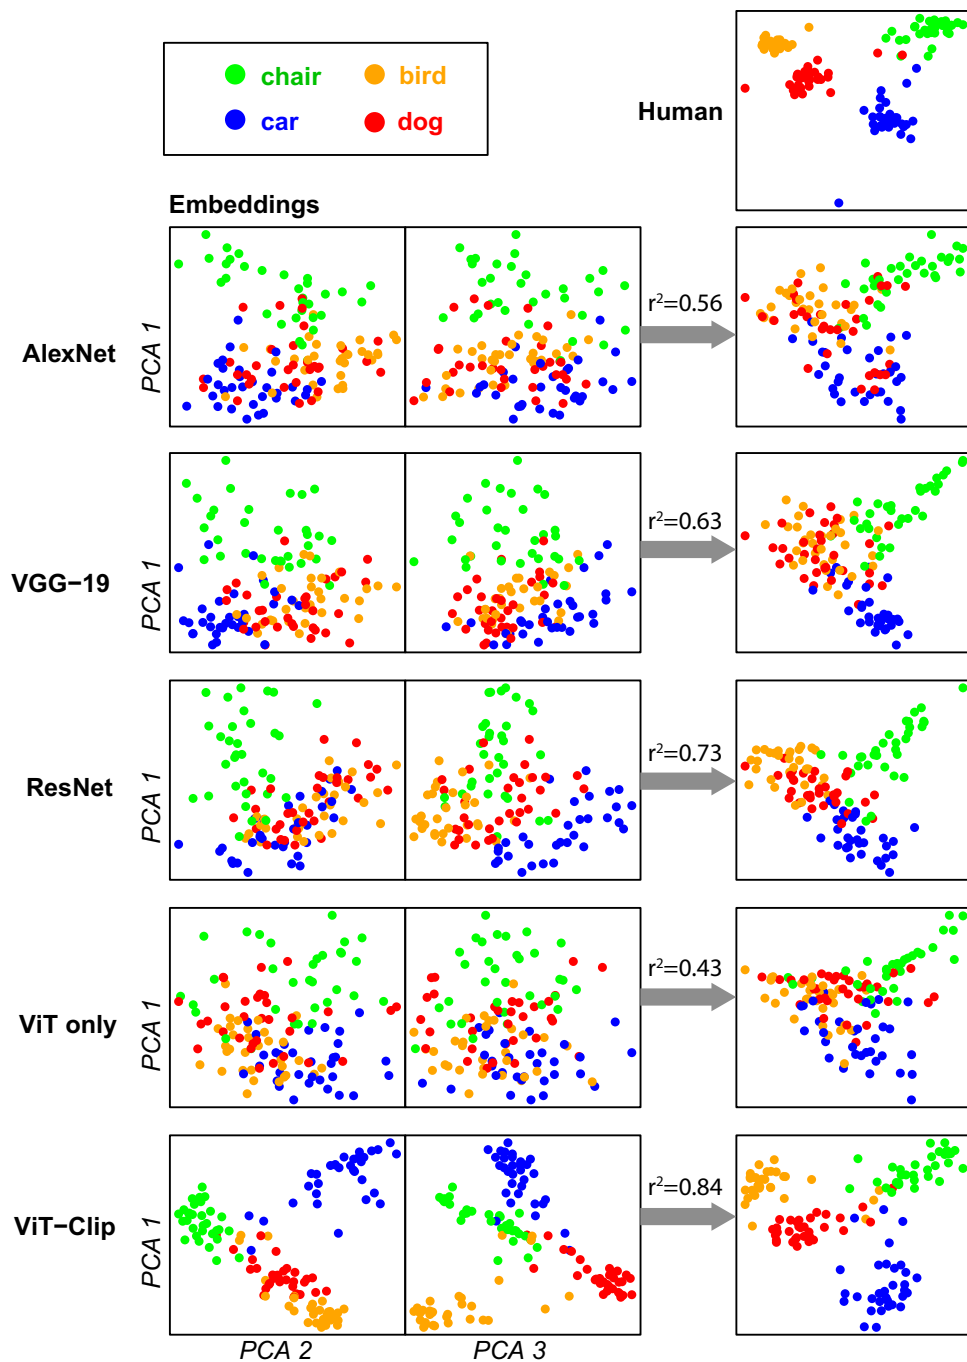 chair
bird
car
dog
Human
Embeddings
AlexNet
PCA 1
r²=0.56
VGG−19
PCA 1
r²=0.63
ResNet
PCA 1
r²=0.73
ViT only
PCA 1
r²=0.43
ViT−Clip
PCA 1
r²=0.84
PCA 2
PCA 3